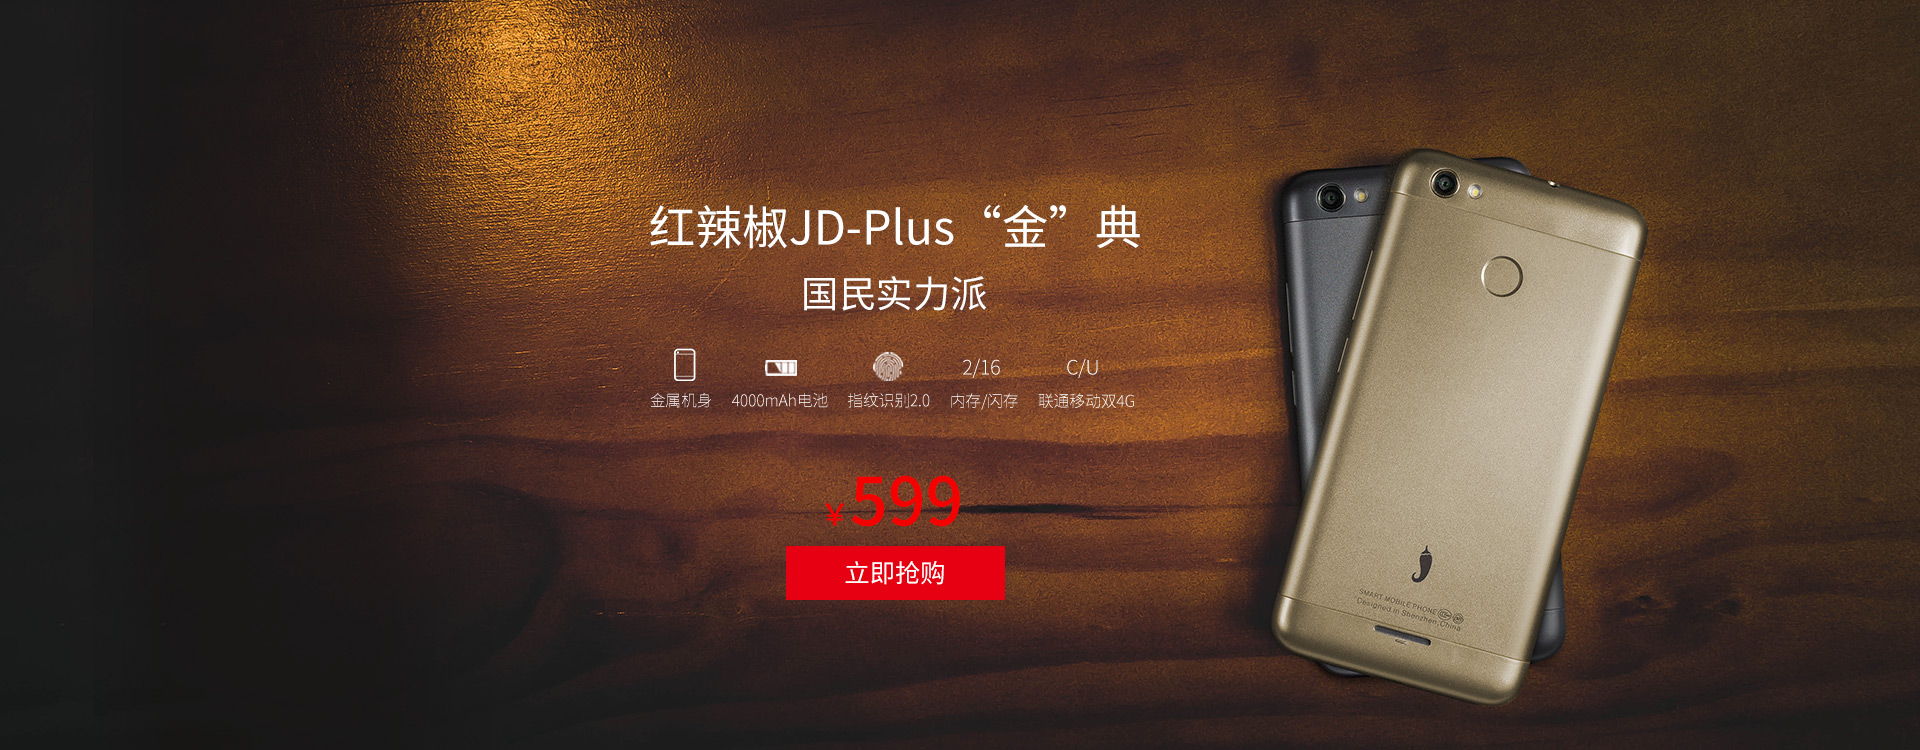 红辣椒JD-Plus“金”典
国民实力派
2/16 C/U
金属机身 4000mAh电池 指纹识别2.0 内存/闪存 联通移动双4G
¥599
立即抢购
SMART MOBILE PHONE
Designed in Shenzhen, China